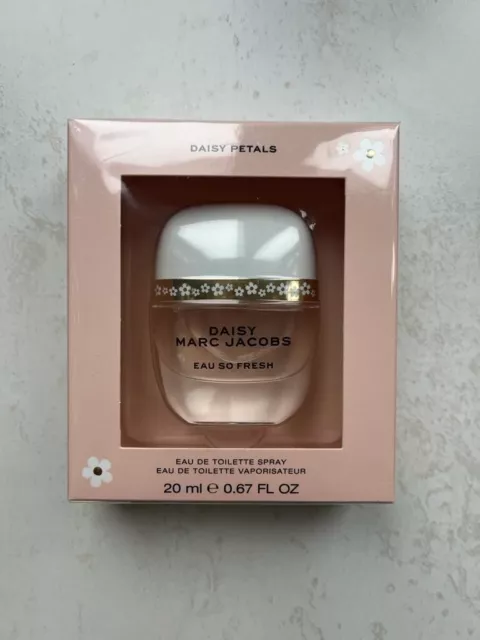 DAISY PETALS
DAISY
MARC JACOBS
EAU SO FRESH
EAU DE TOILETTE SPRAY
EAU DE TOILETTE VAPORISATEUR
20 ml ℮ 0.67 FL OZ